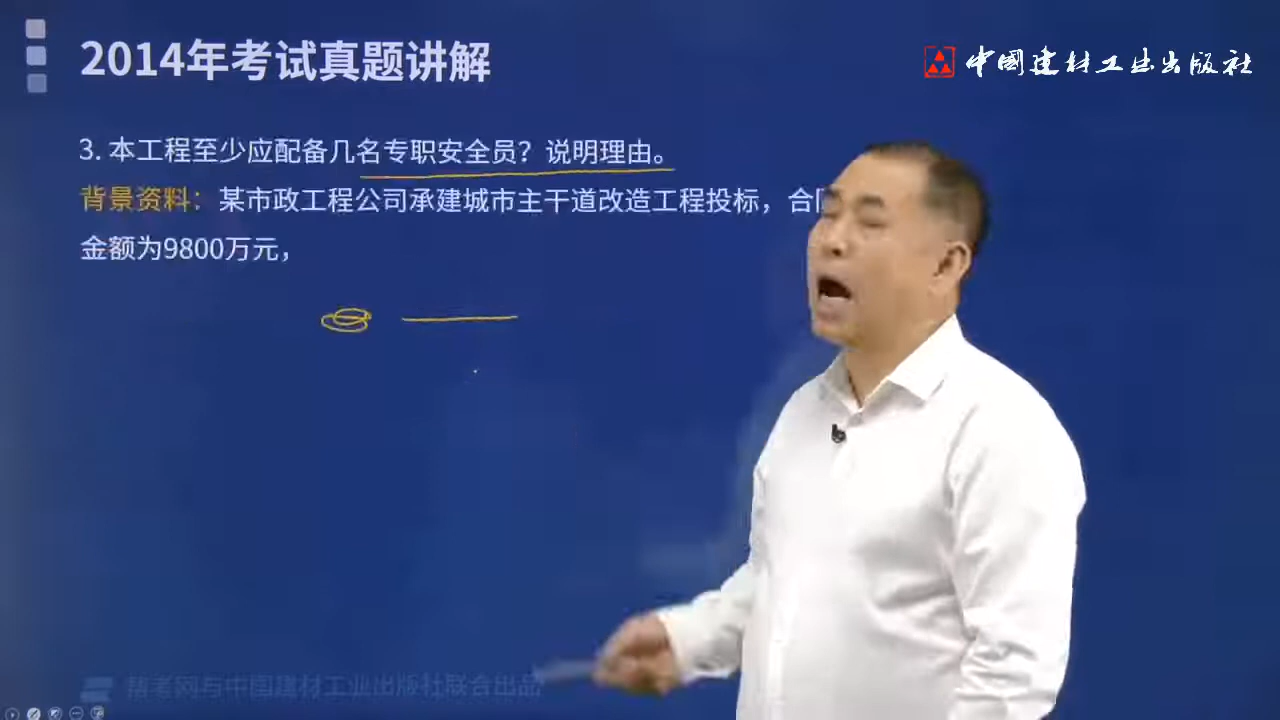 2014年考试真题讲解
中国建材工业出版社
3. 本工程至少应配备几名专职安全员？说明理由。
背景资料：某市政工程公司承建城市主干道改造工程投标，合
金额为9800万元，
帮考网与中国建材工业出版社联合出品